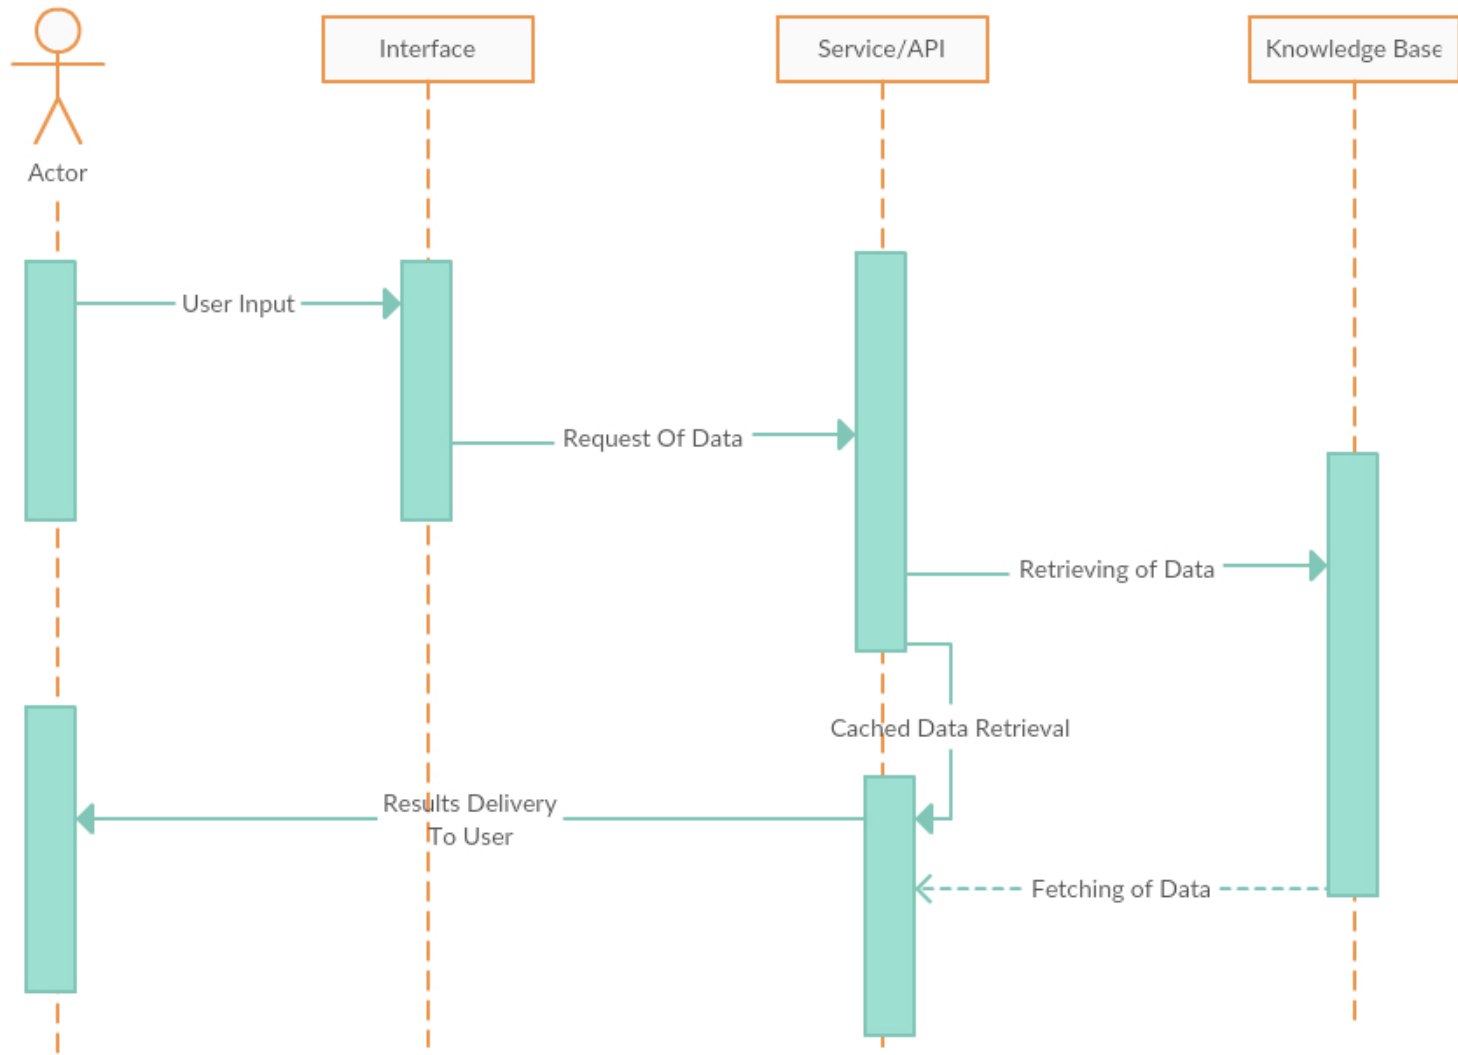 Interface
Service/API
Knowledge Base
Actor
User Input
Request Of Data
Retrieving of Data
Cached Data Retrieval
Results Delivery
To User
Fetching of Data